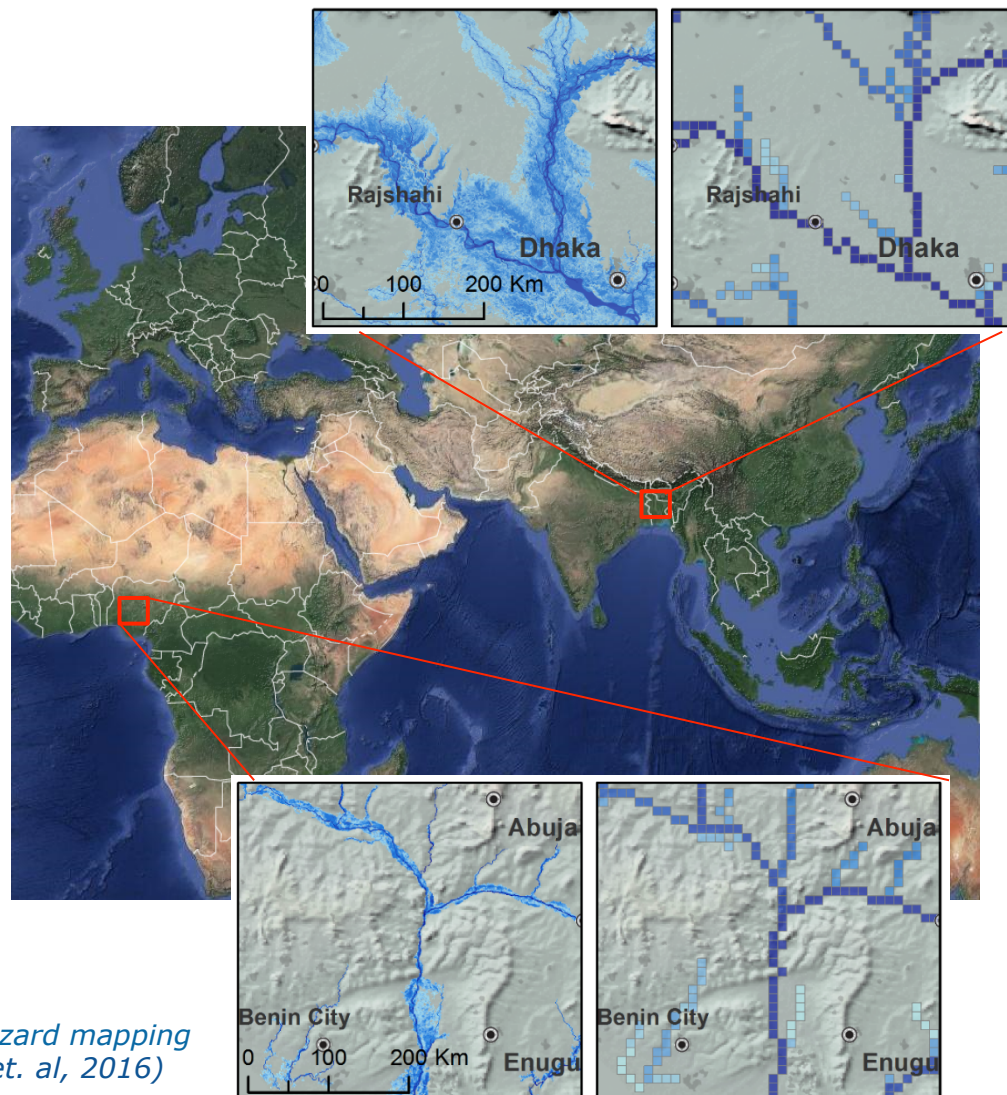 Rajshahi
Dhaka
0 100 200 Km
Rajshahi
Dhaka
Abuja
Benin City
Enugu
0 100 200 Km
Abuja
Benin City
Enugu
zard mapping
et. al, 2016)